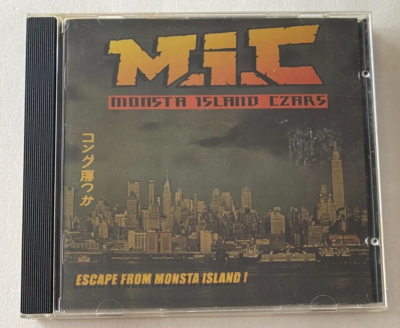 M.I.C
MONSTA ISLAND CZARS
コング勝つか
ESCAPE FROM MONSTA ISLAND!